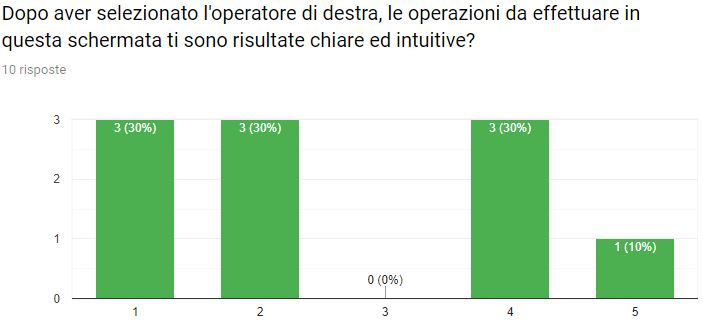 Dopo aver selezionato l'operatore di destra, le operazioni da effettuare in
questa schermata ti sono risultate chiare ed intuitive?
10 risposte
3
2
1
0
3 (30%)
3 (30%)
0 (0%)
3 (30%)
1 (10%)
1 2 3 4 5